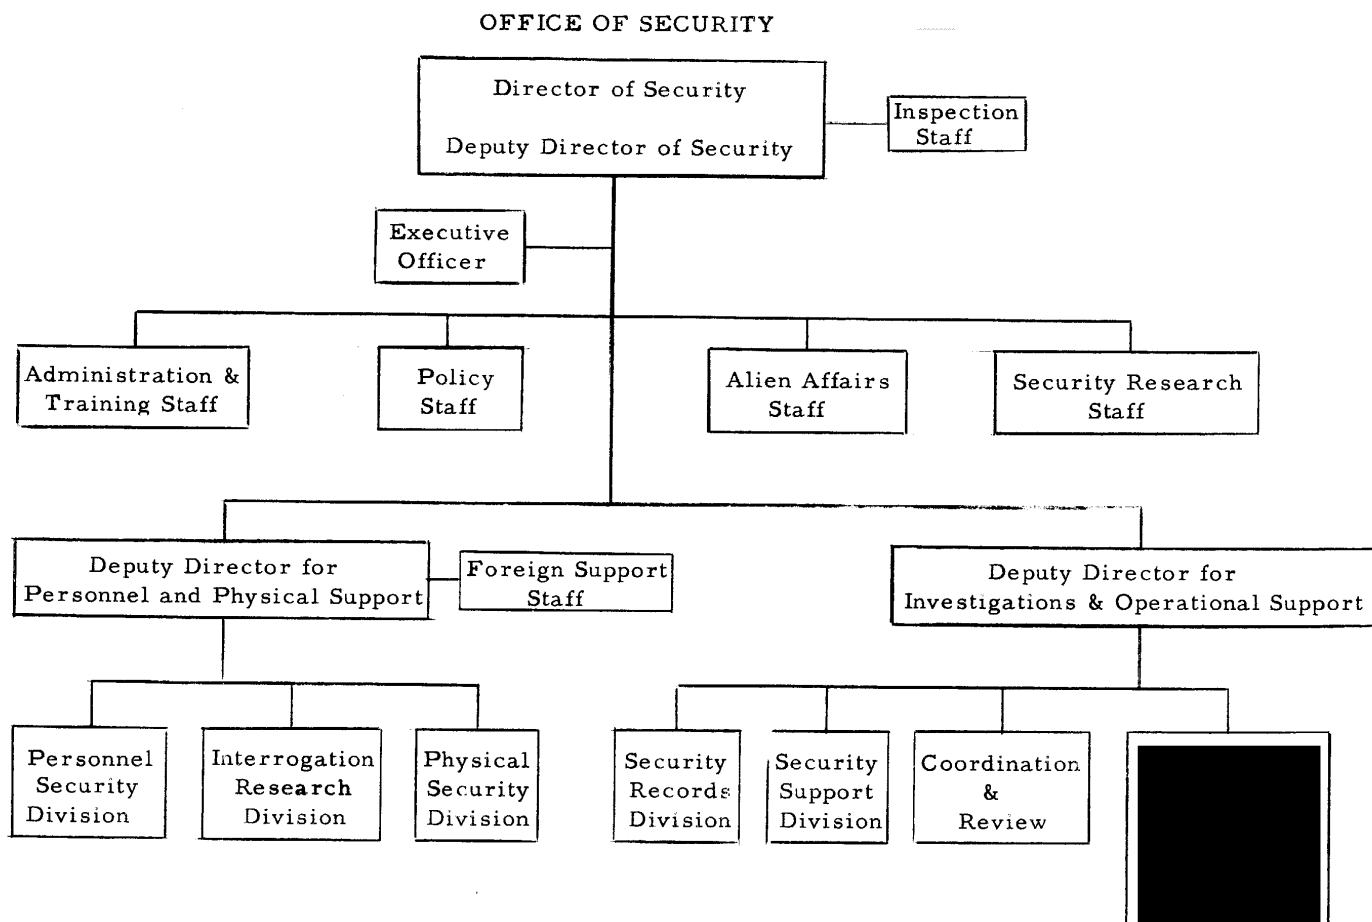 OFFICE OF SECURITY
Director of Security
Deputy Director of Security
Inspection
Staff
Executive
Officer
Administration &
Training Staff
Policy
Staff
Alien Affairs
Staff
Security Research
Staff
Deputy Director for
Personnel and Physical Support
Foreign Support
Staff
Deputy Director for
Investigations & Operational Support
Personnel
Security
Division
Interrogation
Research
Division
Physical
Security
Division
Security
Records
Division
Security
Support
Division
Coordination
&
Review